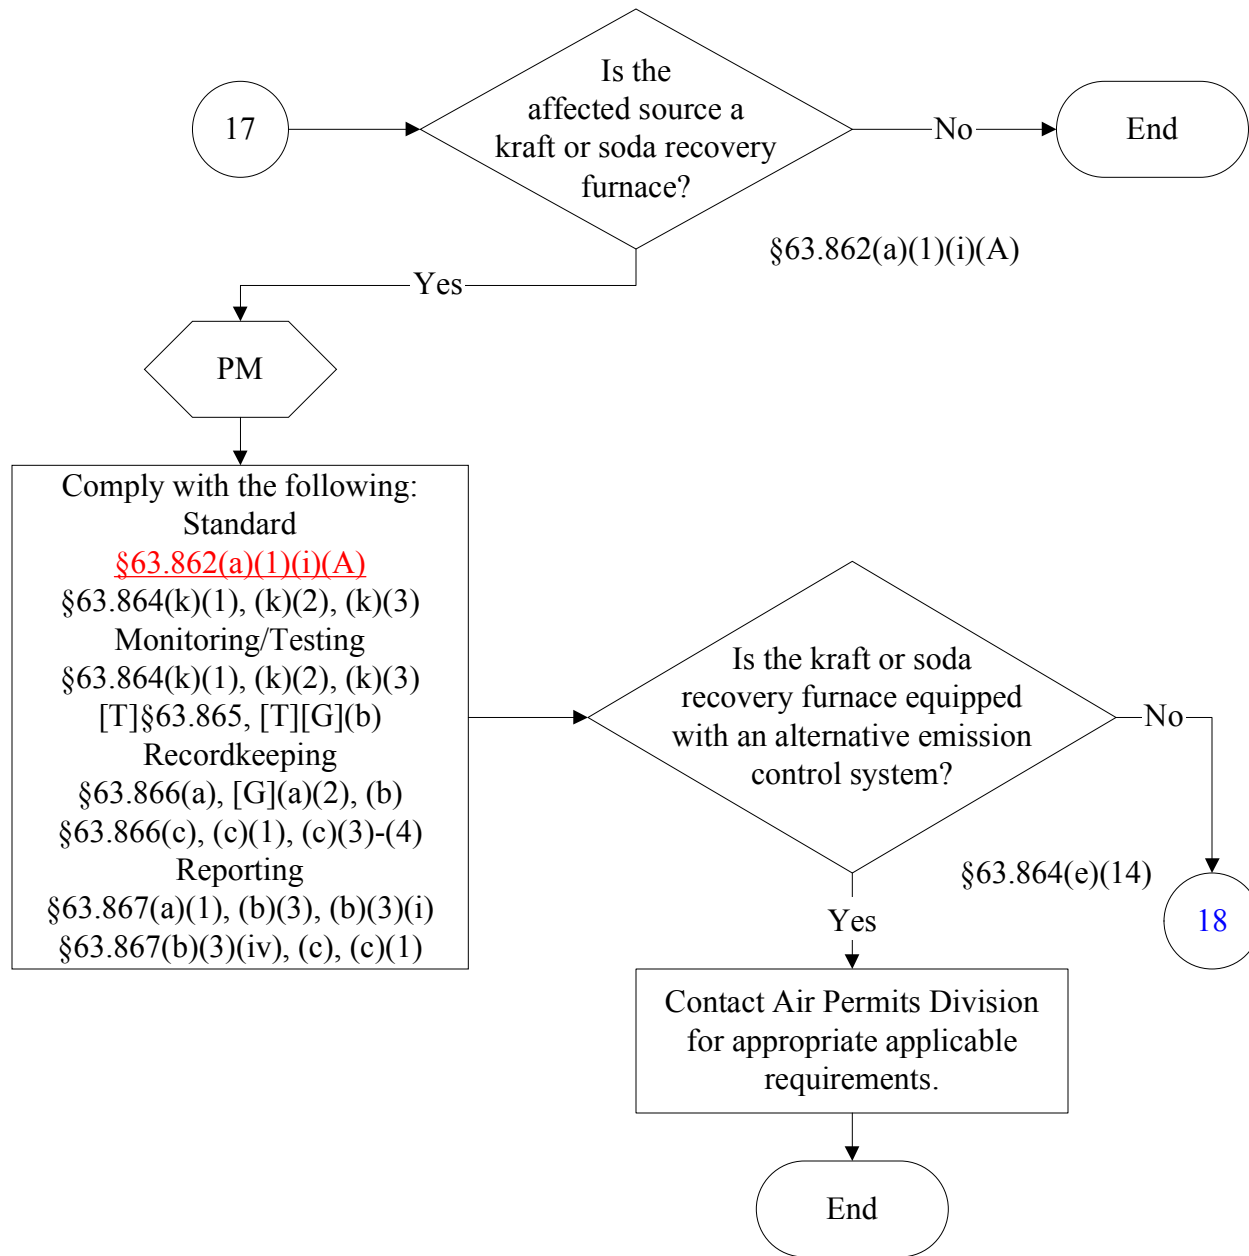 17
Is the
affected source a
kraft or soda recovery
furnace?
No
End
§63.862(a)(1)(i)(A)
Yes
PM
Comply with the following:
Standard
§63.862(a)(1)(i)(A)
§63.864(k)(1), (k)(2), (k)(3)
Monitoring/Testing
§63.864(k)(1), (k)(2), (k)(3)
[T]§63.865, [T][G](b)
Recordkeeping
§63.866(a), [G](a)(2), (b)
§63.866(c), (c)(1), (c)(3)-(4)
Reporting
§63.867(a)(1), (b)(3), (b)(3)(i)
§63.867(b)(3)(iv), (c), (c)(1)
Is the kraft or soda
recovery furnace equipped
with an alternative emission
control system?
No
§63.864(e)(14)
18
Yes
Contact Air Permits Division
for appropriate applicable
requirements.
End